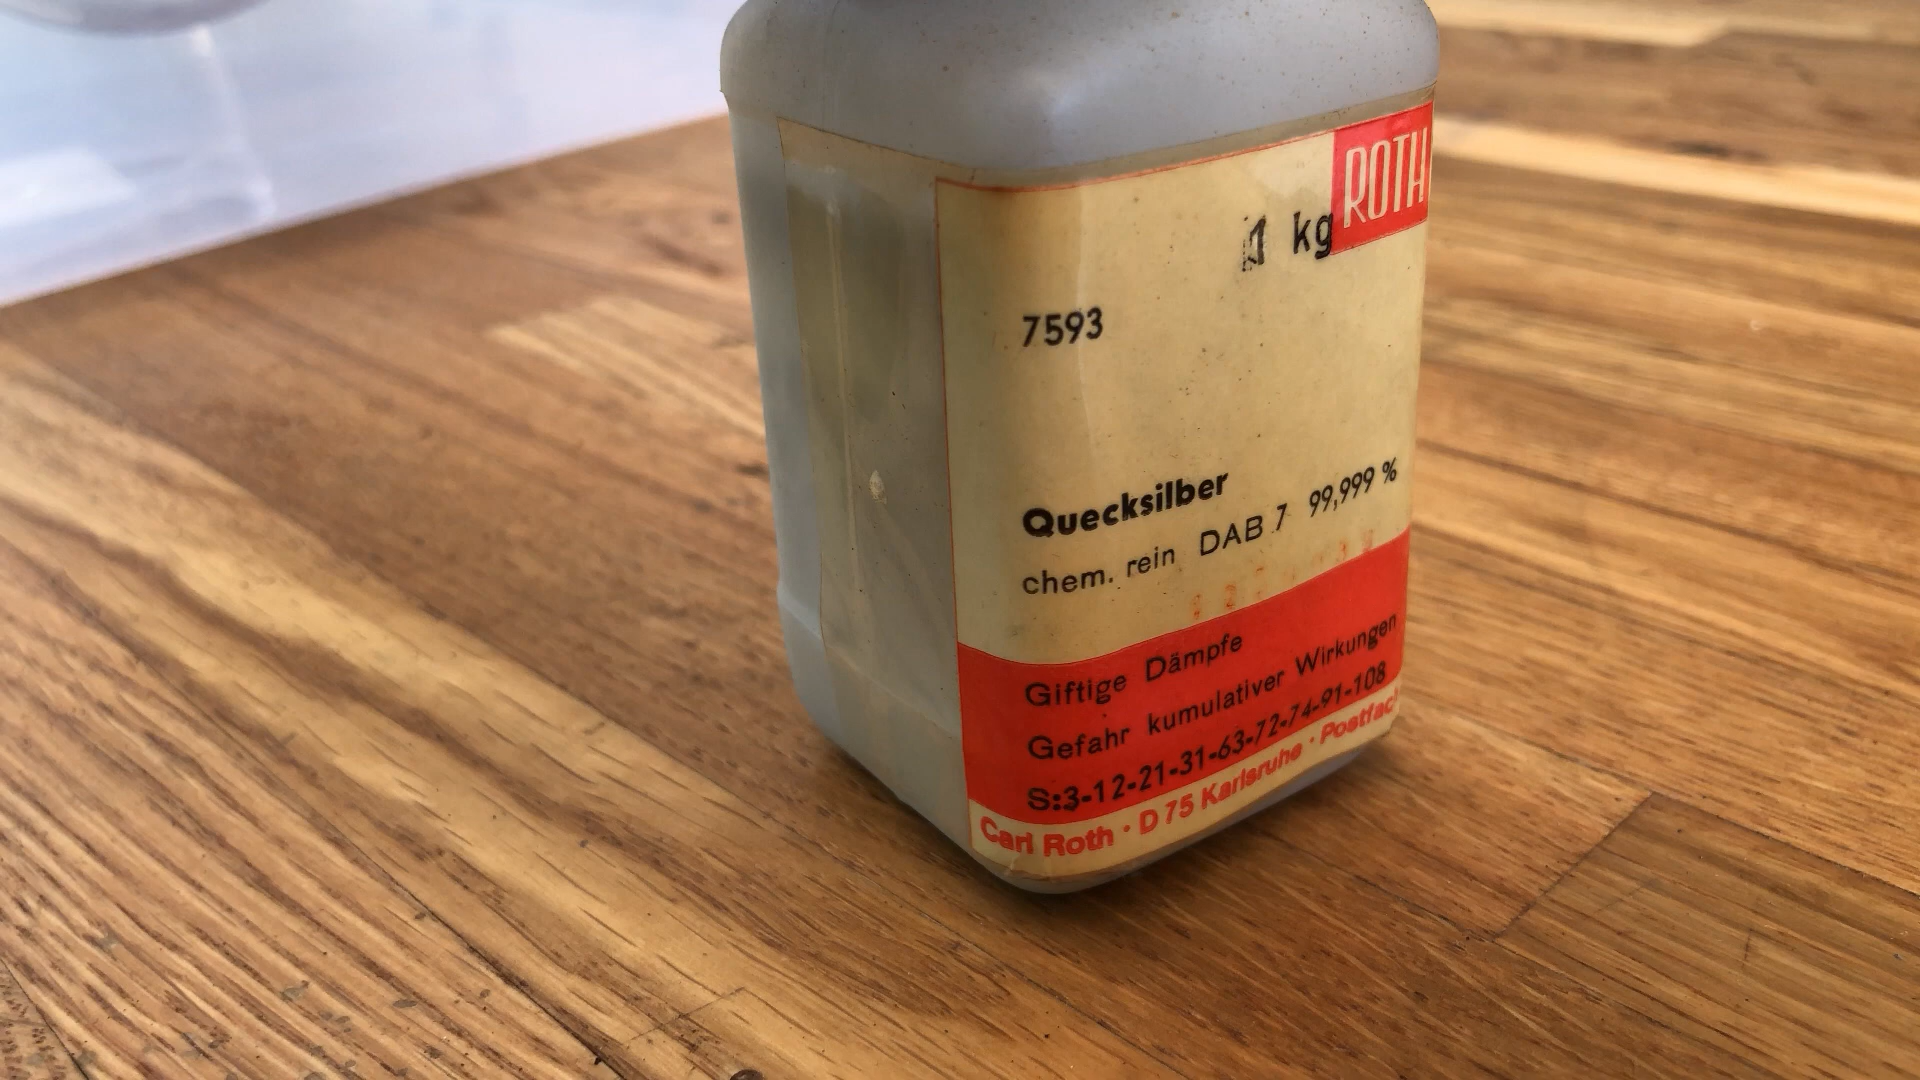 ROTH
1 kg
7593
Quecksilber
chem. rein DAB 7 99,999 %
Giftige Dämpfe
Gefahr kumulativer Wirkungen
S:3-12-21-31-63-72-74-91-108
Carl Roth · D 75 Karlsruhe · Postfach